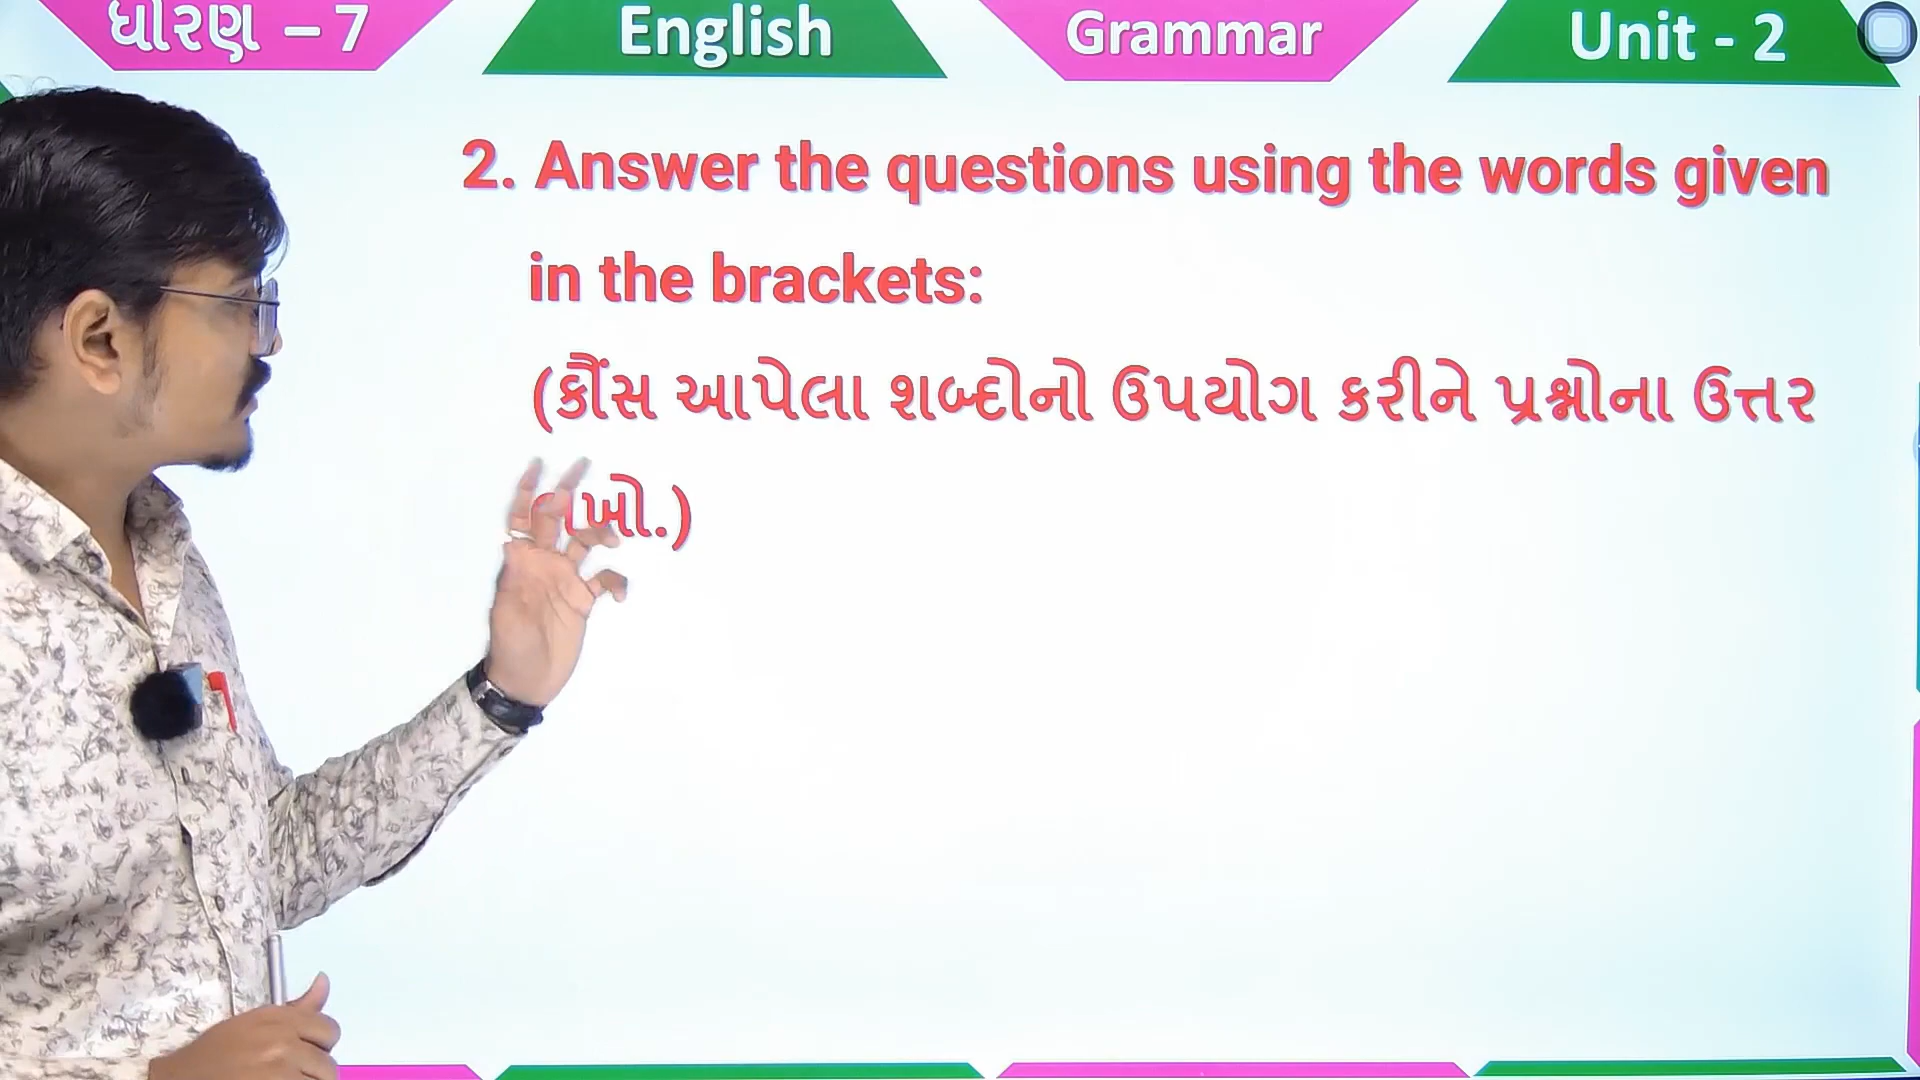 ધોરણ – 7 English Grammar Unit - 2
2. Answer the questions using the words given
in the brackets:
(કૌંસ આપેલા શબ્દોનો ઉપયોગ કરીને પ્રશ્નોના ઉત્તર